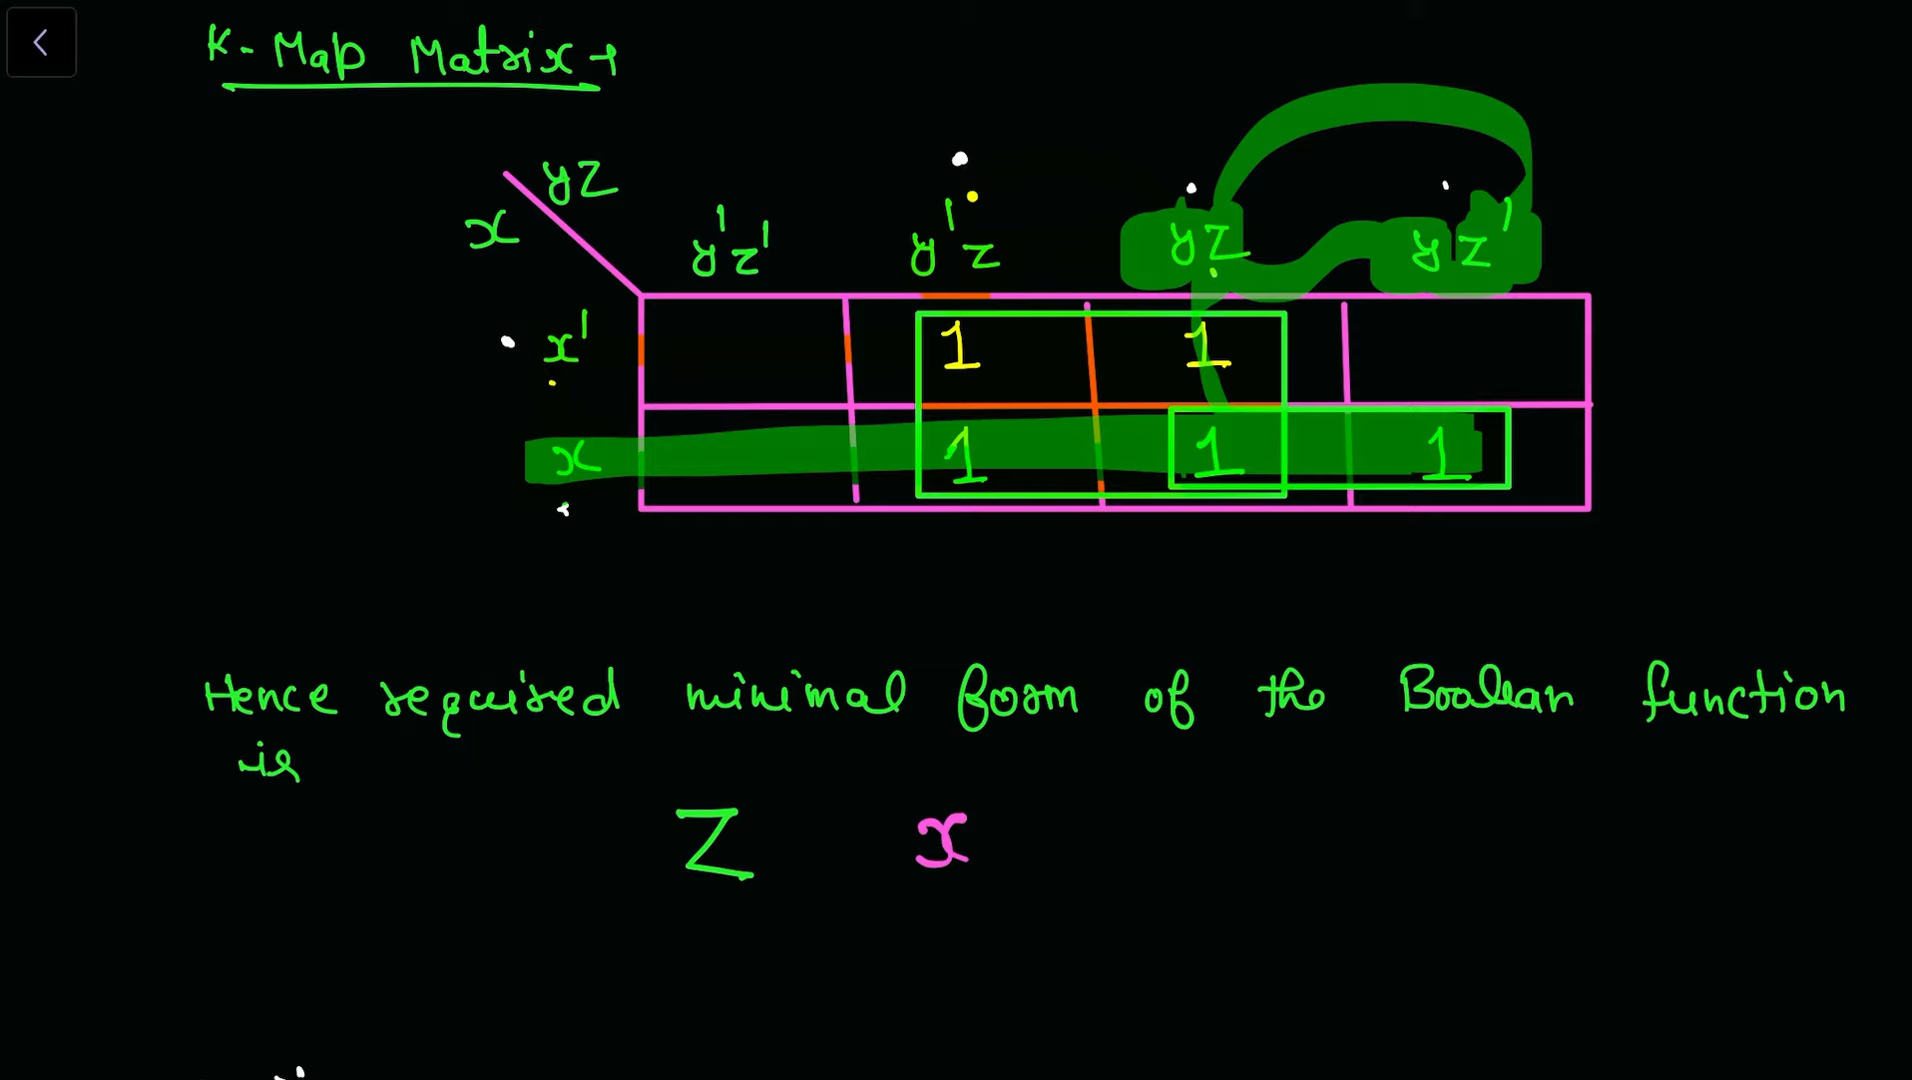 K-Map Matrix →
yz
x
y'z' y'z yz yz'
x' 1 1
x 1 1 1
Hence required minimal form of the Boolean function
is
Z x